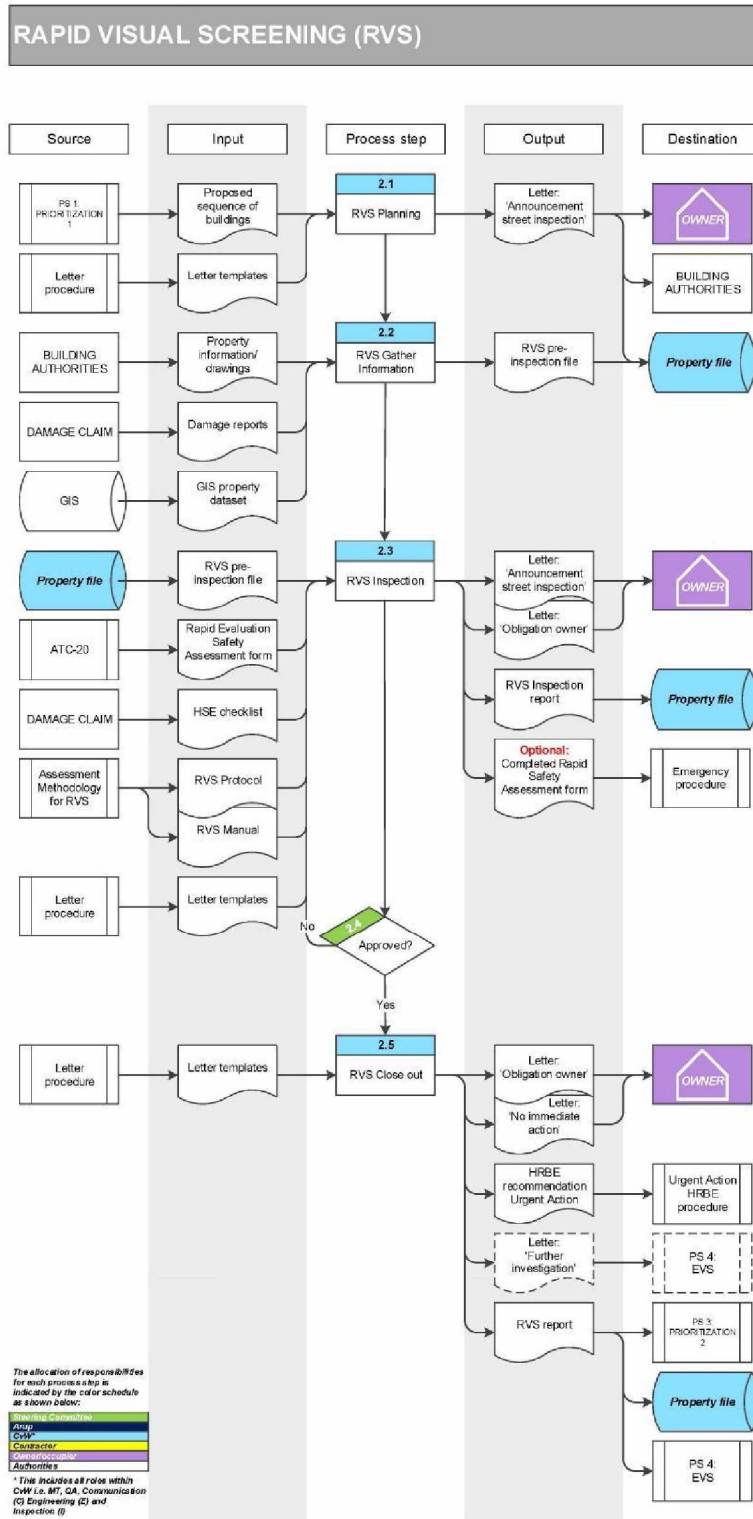 RAPID VISUAL SCREENING (RVS)
Source
Input
Process step
Output
Destination
PS 1:
PRIORITIZATION
1
Proposed
sequence of
buildings
2.1
RVS Planning
Letter:
'Announcement
street inspection'
OWNER
Letter
procedure
Letter templates
BUILDING
AUTHORITIES
BUILDING
AUTHORITIES
Property
information/
drawings
2.2
RVS Gather
Information
RVS pre-
inspection file
Property file
DAMAGE CLAIM
Damage reports
GIS
GIS property
dataset
Property file
RVS pre-
inspection file
2.3
RVS Inspection
Letter:
'Announcement
street inspection'
Letter:
'Obligation owner'
OWNER
ATC-20
Rapid Evaluation
Safety
Assessment form
DAMAGE CLAIM
HSE checklist
RVS Inspection
report
Property file
Assessment
Methodology
for RVS
RVS Protocol
RVS Manual
Optional:
Completed Rapid
Safety
Assessment form
Emergency
procedure
Letter
procedure
Letter templates
No
2.4
Approved?
Yes
Letter
procedure
Letter templates
2.5
RVS Close out
Letter:
'Obligation owner'
Letter:
'No immediate
action'
OWNER
HRBE
recommendation
Urgent Action
Urgent Action
HRBE
procedure
Letter:
'Further
investigation'
PS 4:
EVS
RVS report
PS 3:
PRIORITIZATION
2
Property file
PS 4:
EVS
The allocation of responsibilities
for each process step is
indicated by the color schedule
as shown below:
Steering Committee
Arup
CvW*
Contractor
Owner/occupier
Authorities
* This includes all roles within
CvW i.e. MT, QA, Communication
(C) Engineering (E) and
Inspection (I)